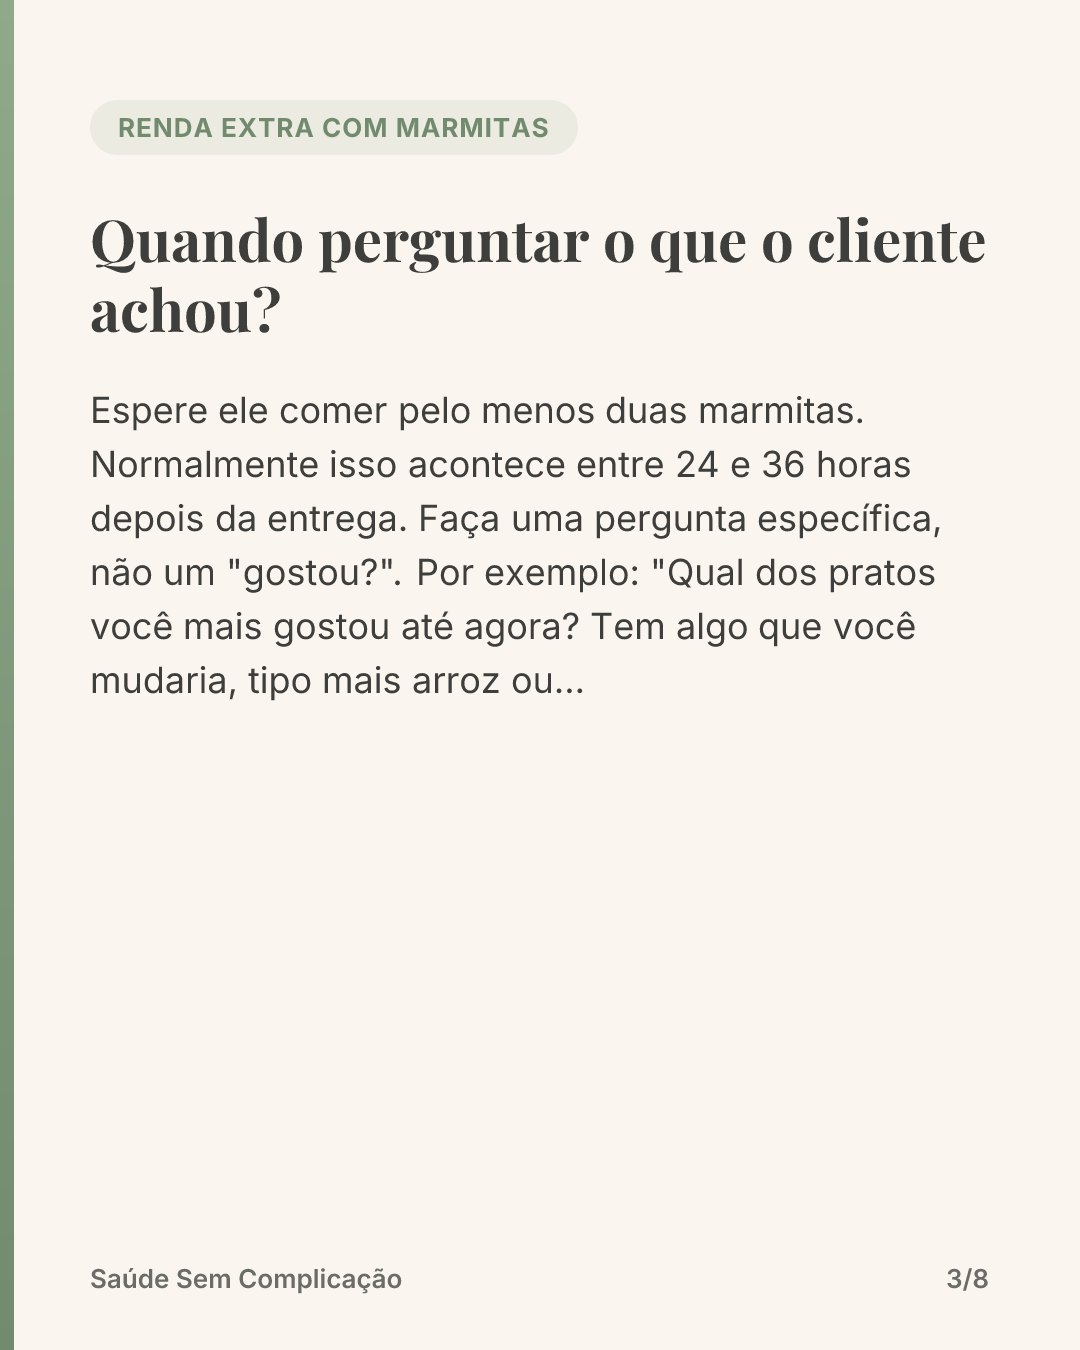 RENDA EXTRA COM MARMITAS
Quando perguntar o que o cliente
achou?
Espere ele comer pelo menos duas marmitas.
Normalmente isso acontece entre 24 e 36 horas
depois da entrega. Faça uma pergunta específica,
não um "gostou?". Por exemplo: "Qual dos pratos
você mais gostou até agora? Tem algo que você
mudaria, tipo mais arroz ou...
Saúde Sem Complicação
3/8